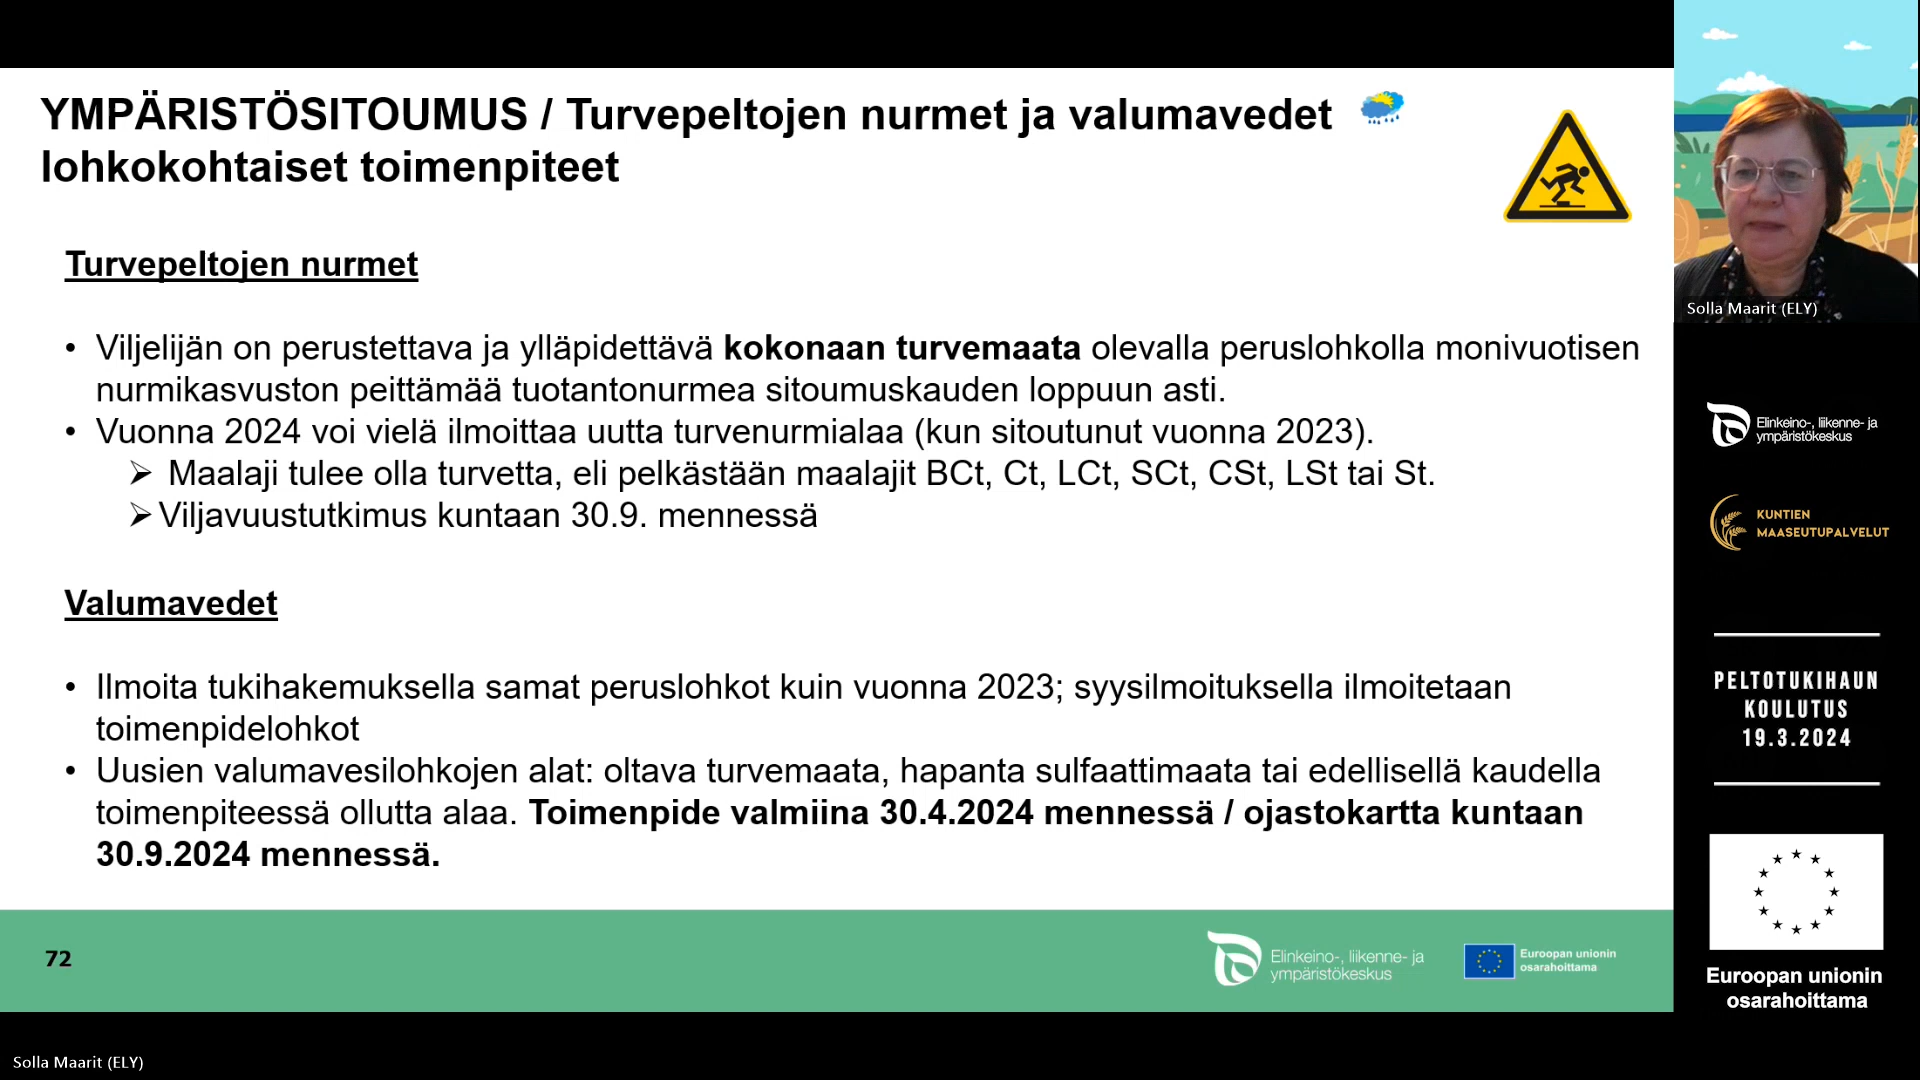 YMPÄRISTÖSITOUMUS / Turvepeltojen nurmet ja valumavedet
lohkokohtaiset toimenpiteet
Turvepeltojen nurmet
• Viljelijän on perustettava ja ylläpidettävä kokonaan turvemaata olevalla peruslohkolla monivuotisen
nurmikasvuston peittämää tuotantonurmea sitoumuskauden loppuun asti.
• Vuonna 2024 voi vielä ilmoittaa uutta turvenurmialaa (kun sitoutunut vuonna 2023).
➢ Maalaji tulee olla turvetta, eli pelkästään maalajit BCt, Ct, LCt, SCt, CSt, LSt tai St.
➢ Viljavuustutkimus kuntaan 30.9. mennessä
Valumavedet
• Ilmoita tukihakemuksella samat peruslohkot kuin vuonna 2023; syysilmoituksella ilmoitetaan
toimenpidelohkot
• Uusien valumavesilohkojen alat: oltava turvemaata, hapanta sulfaattimaata tai edellisellä kaudella
toimenpiteessä ollutta alaa. Toimenpide valmiina 30.4.2024 mennessä / ojastokartta kuntaan
30.9.2024 mennessä.
72
Elinkeino-, liikenne- ja
ympäristökeskus
Euroopan unionin
osarahoittama
Solla Maarit (ELY)
Elinkeino-, liikenne- ja
ympäristökeskus
KUNTIEN
MAASEUTUPALVELUT
PELTOTUKIHAUN
KOULUTUS
19.3.2024
Euroopan unionin
osarahoittama
Solla Maarit (ELY)